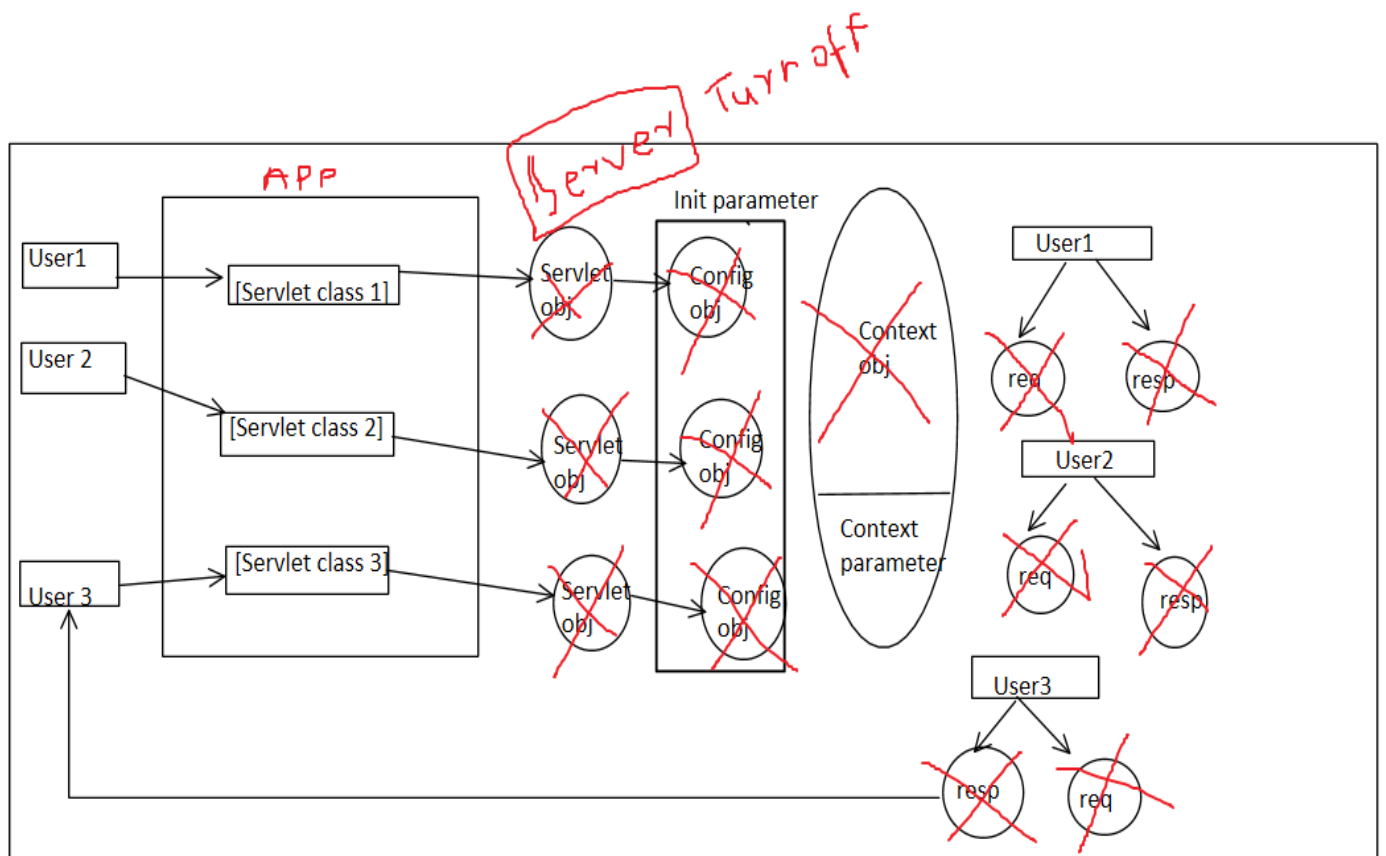 Turr off
Server
APP
Init parameter
User1
[Servlet class 1]
Servlet
obj
Config
obj
Context
obj
User1
req
resp
User 2
[Servlet class 2]
Servlet
obj
Config
obj
User2
req
resp
Context
parameter
User 3
[Servlet class 3]
Servlet
obj
Config
obj
User3
resp
req